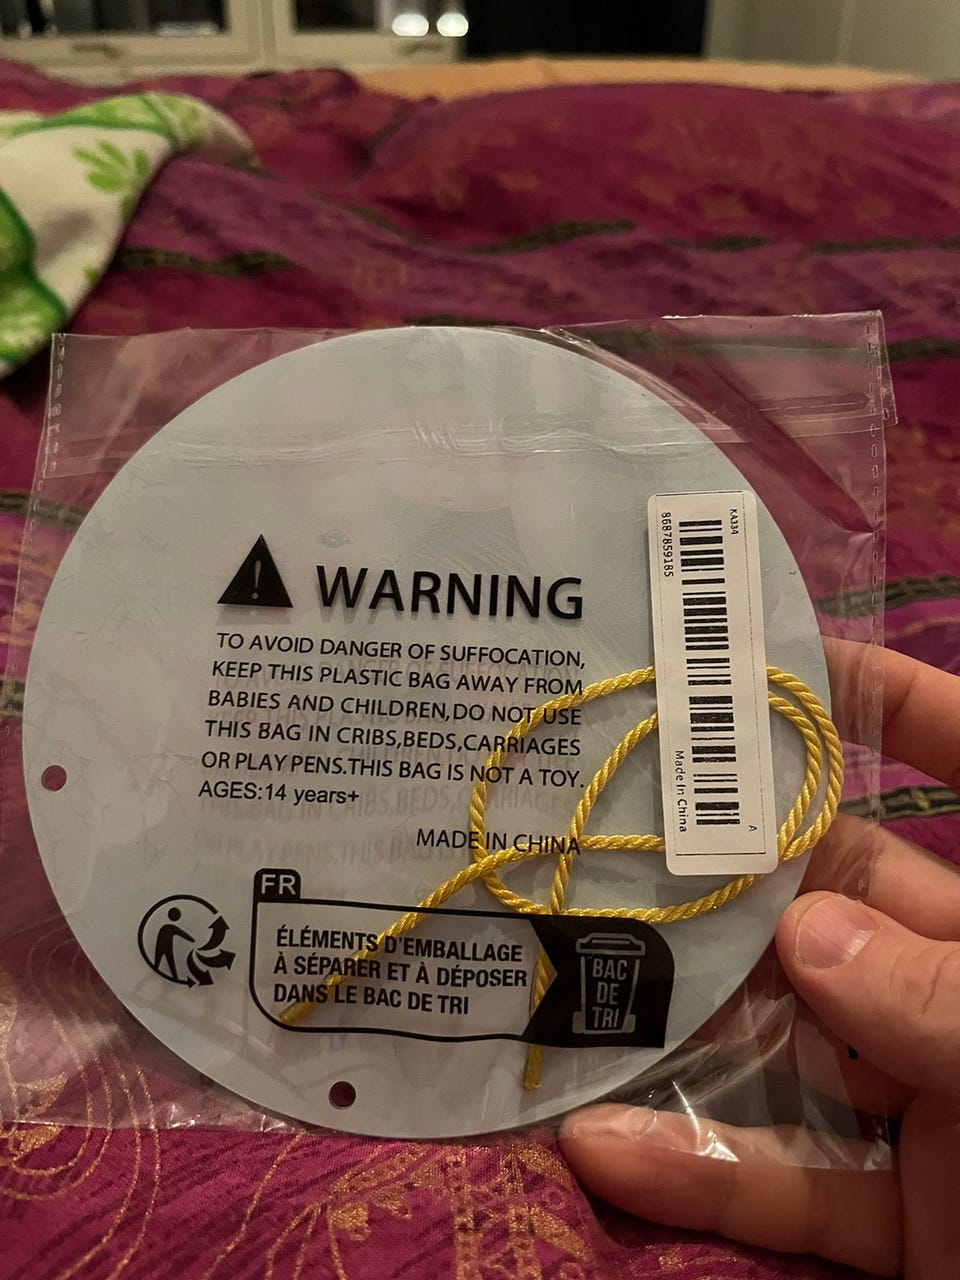 WARNING
TO AVOID DANGER OF SUFFOCATION,
KEEP THIS PLASTIC BAG AWAY FROM
BABIES AND CHILDREN,DO NOT USE
THIS BAG IN CRIBS,BEDS,CARRIAGES
OR PLAY PENS.THIS BAG IS NOT A TOY.
AGES:14 years+
MADE IN CHINA
FR
ÉLÉMENTS D'EMBALLAGE
À SÉPARER ET À DÉPOSER
DANS LE BAC DE TRI
BAC
DE
TRI
KA334
8687859185
Made In China
A